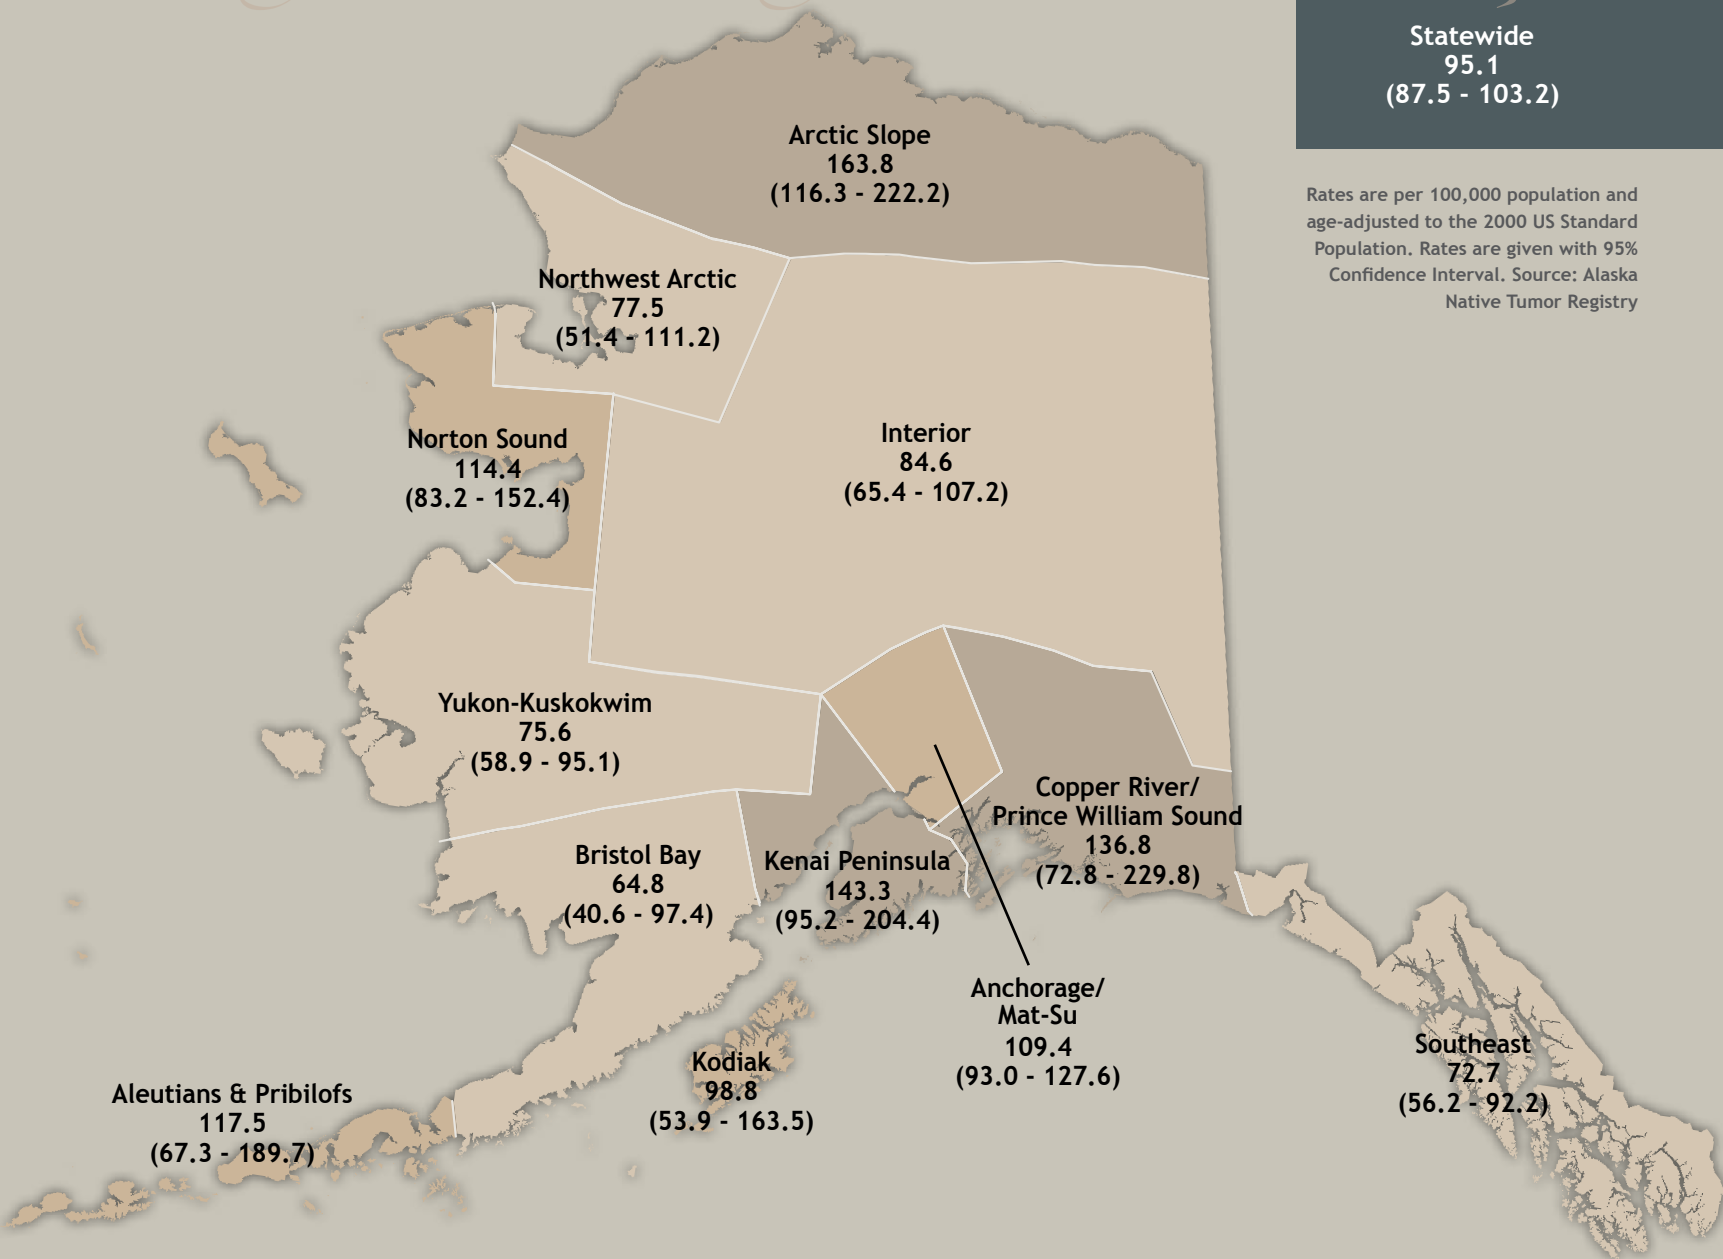 Statewide
95.1
(87.5 - 103.2)
Rates are per 100,000 population and
age-adjusted to the 2000 US Standard
Population. Rates are given with 95%
Confidence Interval. Source: Alaska
Native Tumor Registry
Arctic Slope
163.8
(116.3 - 222.2)
Northwest Arctic
77.5
(51.4 - 111.2)
Norton Sound
114.4
(83.2 - 152.4)
Interior
84.6
(65.4 - 107.2)
Yukon-Kuskokwim
75.6
(58.9 - 95.1)
Bristol Bay
64.8
(40.6 - 97.4)
Kenai Peninsula
143.3
(95.2 - 204.4)
Copper River/
Prince William Sound
136.8
(72.8 - 229.8)
Anchorage/
Mat-Su
109.4
(93.0 - 127.6)
Kodiak
98.8
(53.9 - 163.5)
Aleutians & Pribilofs
117.5
(67.3 - 189.7)
Southeast
72.7
(56.2 - 92.2)